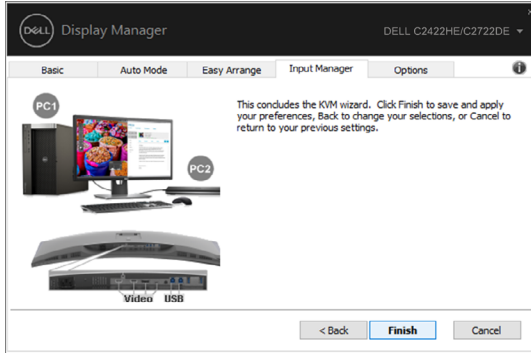 DELL Display Manager
DELL C2422HE/C2722DE
Basic
Auto Mode
Easy Arrange
Input Manager
Options
PC1
PC2
Video USB
This concludes the KVM wizard. Click Finish to save and apply
your preferences, Back to change your selections, or Cancel to
return to your previous settings.
< Back
Finish
Cancel